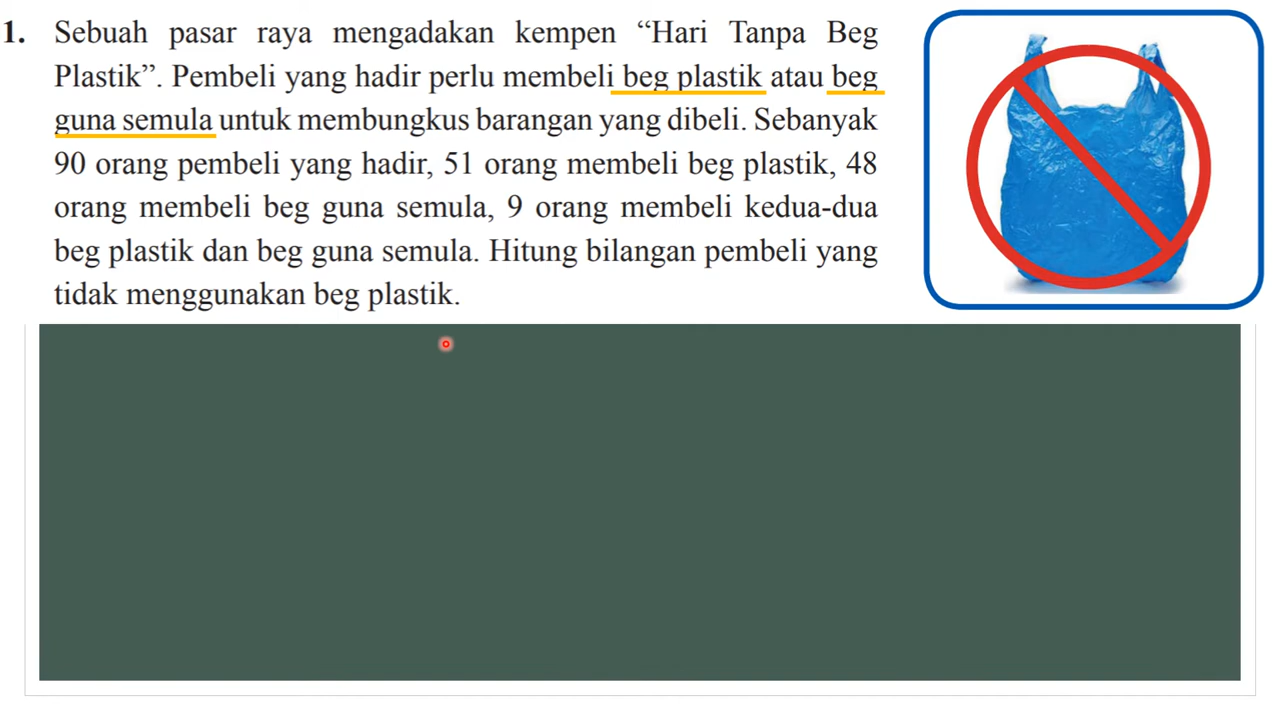 1. Sebuah pasar raya mengadakan kempen “Hari Tanpa Beg
Plastik”. Pembeli yang hadir perlu membeli beg plastik atau beg
guna semula untuk membungkus barangan yang dibeli. Sebanyak
90 orang pembeli yang hadir, 51 orang membeli beg plastik, 48
orang membeli beg guna semula, 9 orang membeli kedua-dua
beg plastik dan beg guna semula. Hitung bilangan pembeli yang
tidak menggunakan beg plastik.